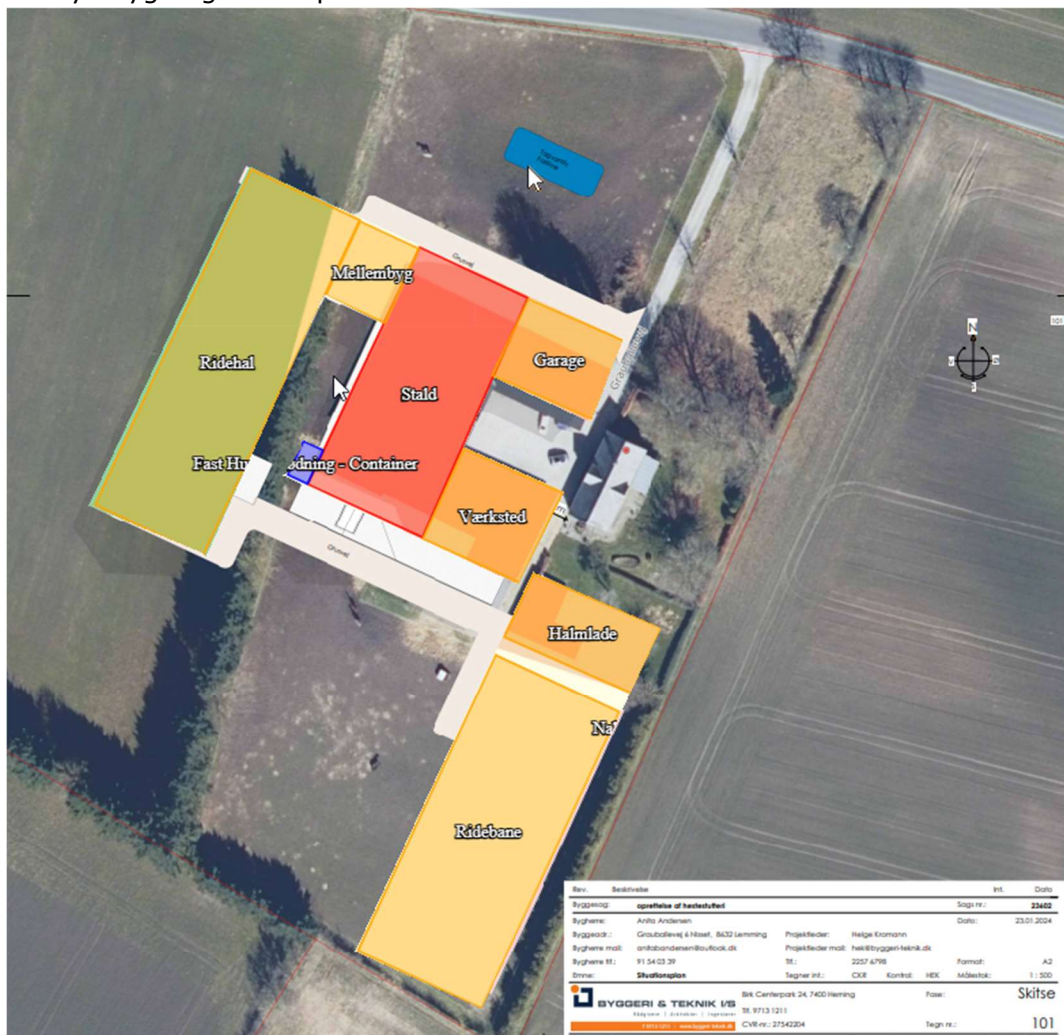 Grusvej
Mellembyg
Ridehal
Stald
Garage
N
101
Fast Hu ødning - Container
Værksted
m
Grusvej
Halmlade
Nal
Ridebane
Rev. Beskrivelse Int. Dato
Byggesag: oprettelse af hestestutteri Sags nr.: 23602
Bygherre: Anita Andersen Dato: 23.01.2024
Byggeadr.: Grauballevej 6 Nisset, 8632 Lemming Projektleder: Helge Kromann
Bygherre mail: anitabandersen@outlook.dk Projektleder mail: hek@byggeri-teknik.dk
Bygherre tlf.: 91 54 03 39 Tlf.: 2257 6798 Format: A2
Emne: Situationsplan Tegner int.: CKR Kontrol: HEK Målestok: 1 : 500
BYGGERI & TEKNIK I/S
Birk Centerpark 24, 7400 Herning Fase: Skitse
Tlf. 9713 1211
CVR-nr.: 27542204 Tegn nr.: 101